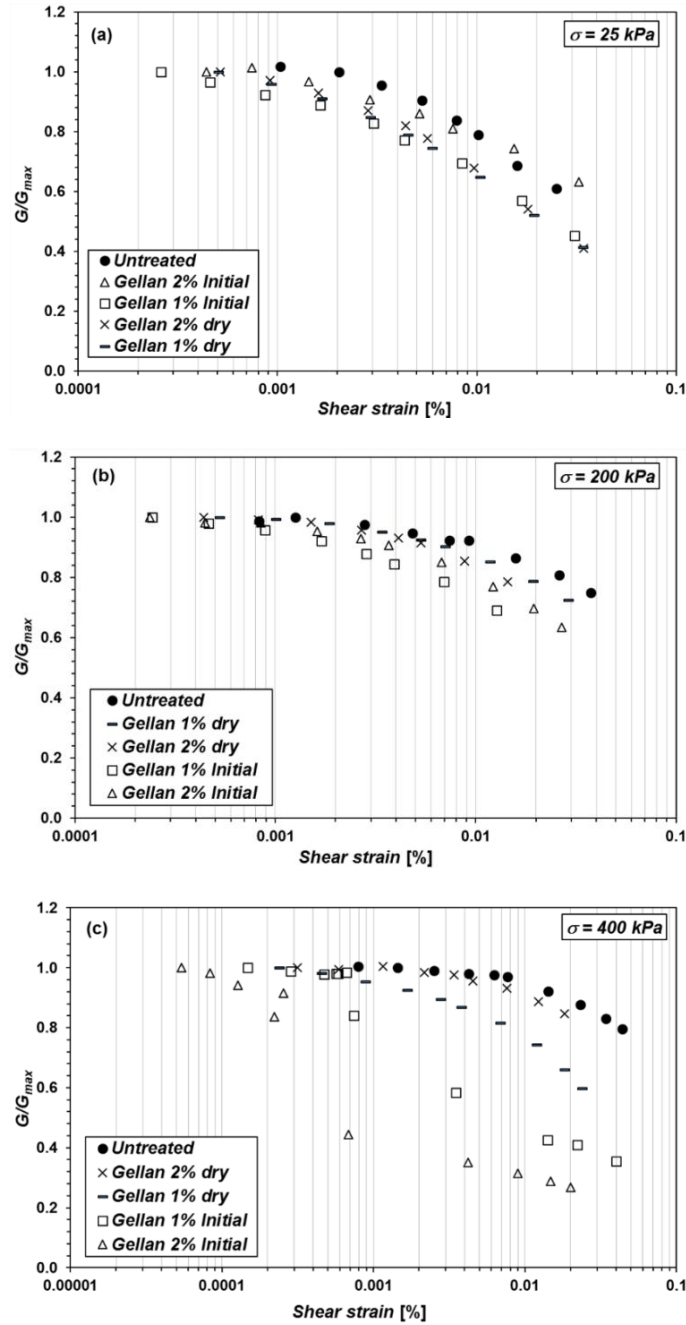 (a)
σ = 25 kPa
1.2
1.0
0.8
0.6
0.4
0.2
0.0
G/Gmax
Untreated
Gellan 2% Initial
Gellan 1% Initial
Gellan 2% dry
Gellan 1% dry
0.0001 0.001 0.01 0.1
Shear strain [%]
(b)
σ = 200 kPa
1.2
1.0
0.8
0.6
0.4
0.2
0.0
G/Gmax
Untreated
Gellan 1% dry
Gellan 2% dry
Gellan 1% Initial
Gellan 2% Initial
0.0001 0.001 0.01 0.1
Shear strain [%]
(c)
σ = 400 kPa
1.2
1.0
0.8
0.6
0.4
0.2
0.0
G/Gmax
Untreated
Gellan 2% dry
Gellan 1% dry
Gellan 1% Initial
Gellan 2% Initial
0.00001 0.0001 0.001 0.01 0.1
Shear strain [%]